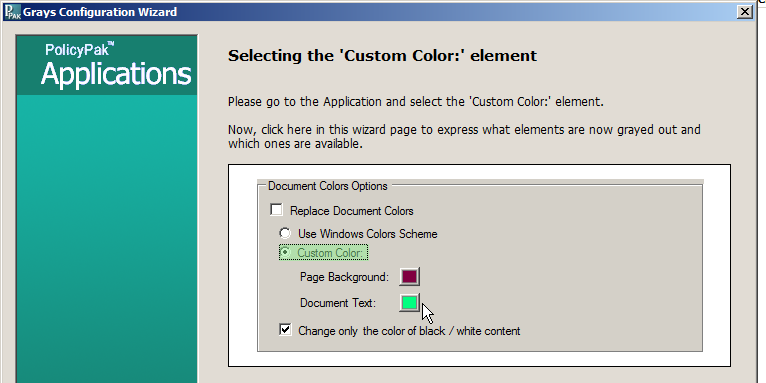 PPAK Grays Configuration Wizard
PolicyPak™
Applications
Selecting the 'Custom Color:' element
Please go to the Application and select the 'Custom Color:' element.
Now, click here in this wizard page to express what elements are now grayed out and
which ones are available.
Document Colors Options
Replace Document Colors
Use Windows Colors Scheme
Custom Color:
Page Background:
Document Text:
Change only the color of black / white content